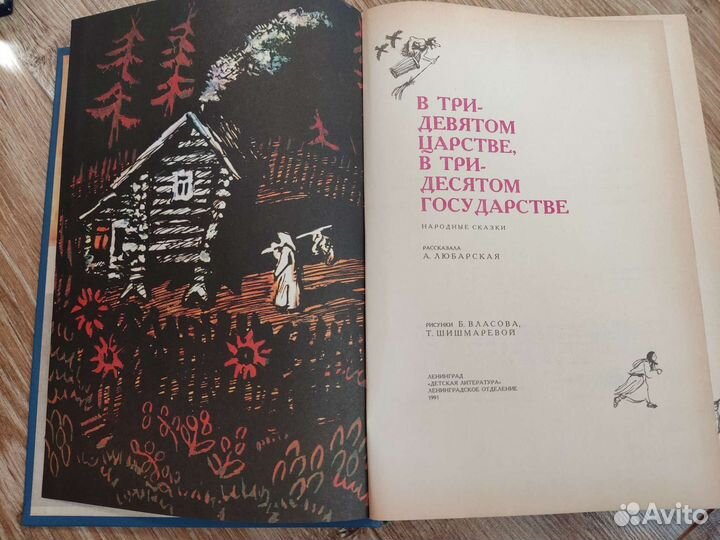 В ТРИ-
ДЕВЯТОМ
ЦАРСТВЕ,
В ТРИ-
ДЕСЯТОМ
ГОСУДАРСТВЕ
НАРОДНЫЕ СКАЗКИ
РАССКАЗАЛА
А. ЛЮБАРСКАЯ
РИСУНКИ Б. ВЛАСОВА,
Т. ШИШМАРЕВОЙ
ЛЕНИНГРАД
«ДЕТСКАЯ ЛИТЕРАТУРА»
ЛЕНИНГРАДСКОЕ ОТДЕЛЕНИЕ
1991
Avito